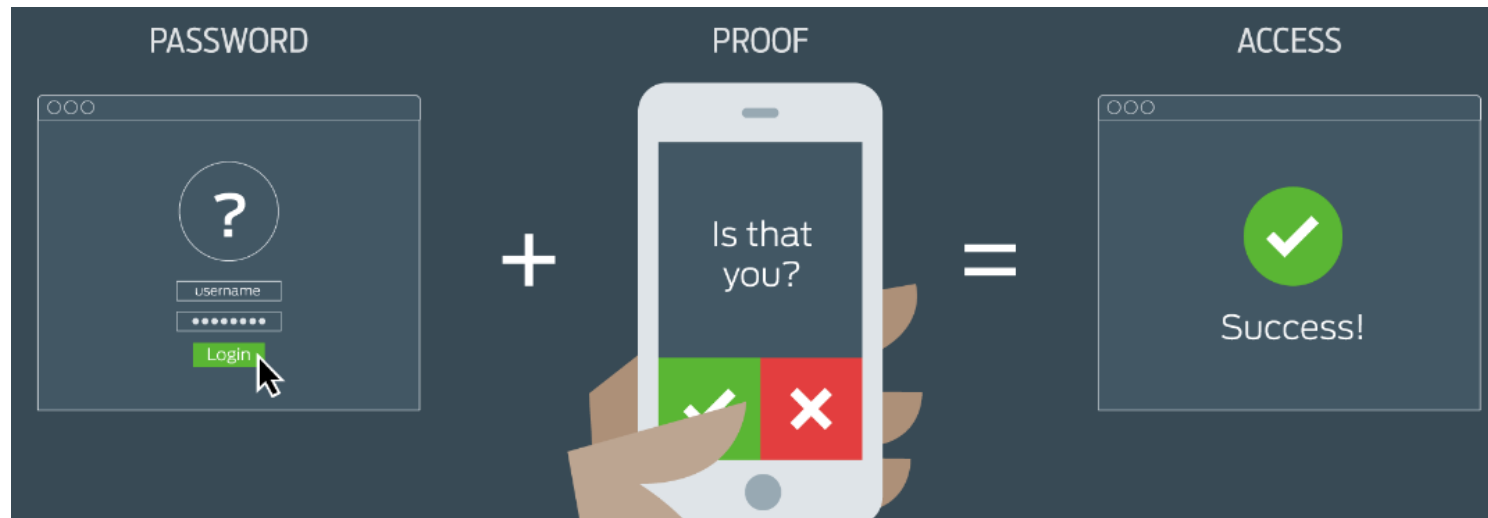 PASSWORD
PROOF
ACCESS
?
username
Login
+
Is that
you?
=
Success!